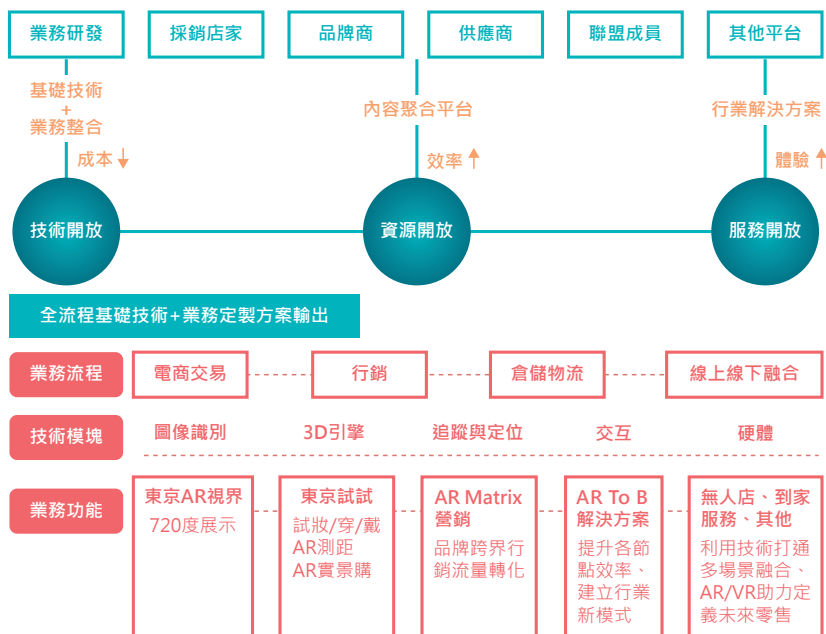 業務研發
採銷店家
品牌商
供應商
聯盟成員
其他平台
基礎技術
+
業務整合
內容聚合平台
行業解決方案
成本↓
效率↑
體驗↑
技術開放
資源開放
服務開放
全流程基礎技術+業務定製方案輸出
業務流程
電商交易
行銷
倉儲物流
線上線下融合
技術模塊
圖像識別
3D引擎
追蹤與定位
交互
硬體
業務功能
東京AR視界
720度展示
東京試試
試妝/穿/戴
AR測距
AR實景購
AR Matrix
營銷
品牌跨界行
銷流量轉化
AR To B
解決方案
提升各節
點效率、
建立行業
新模式
無人店、到家
服務、其他
利用技術打通
多場景融合、
AR/VR助力定
義未來零售